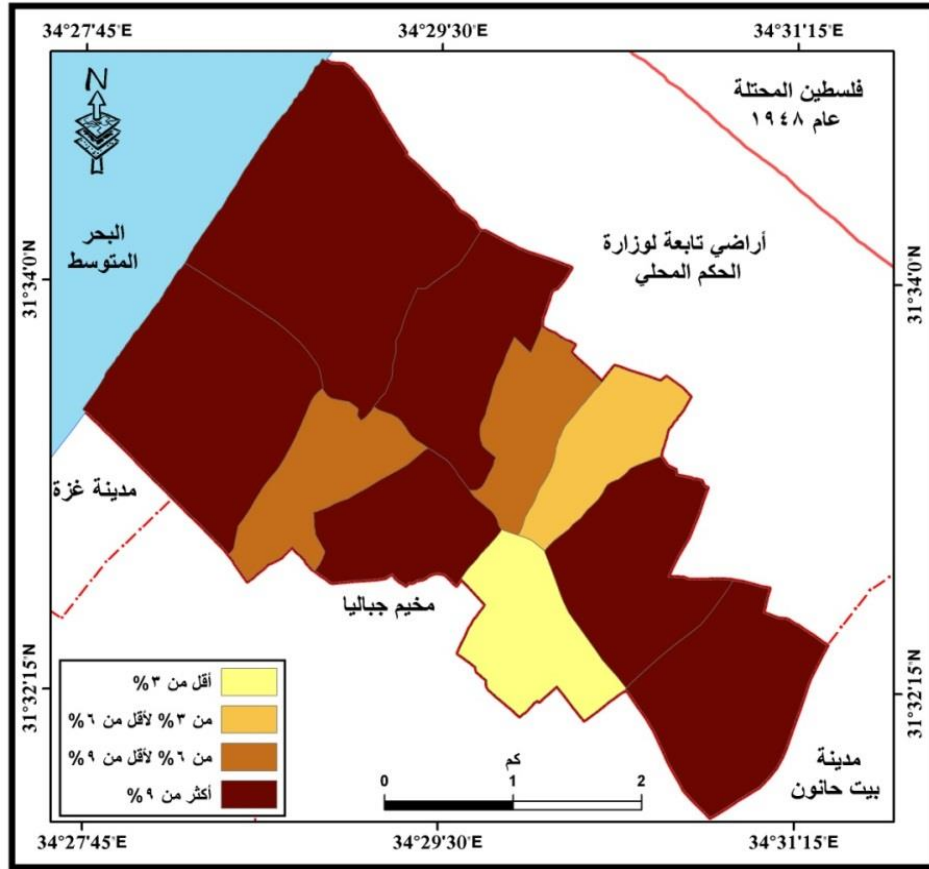 34°27'45"E
34°29'30"E
34°31'15"E
N
فلسطين المحتلة
عام ١٩٤٨
البحر
المتوسط
أراضي تابعة لوزارة
الحكم المحلي
31°34'0"N
31°34'0"N
مدينة غزة
مخيم جباليا
31°32'15"N
31°32'15"N
أقل من ٣%
من ٣% لأقل من ٦%
من ٦% لأقل من ٩%
أكثر من ٩%
كم
0 1 2
مدينة
بيت حانون
34°27'45"E
34°29'30"E
34°31'15"E